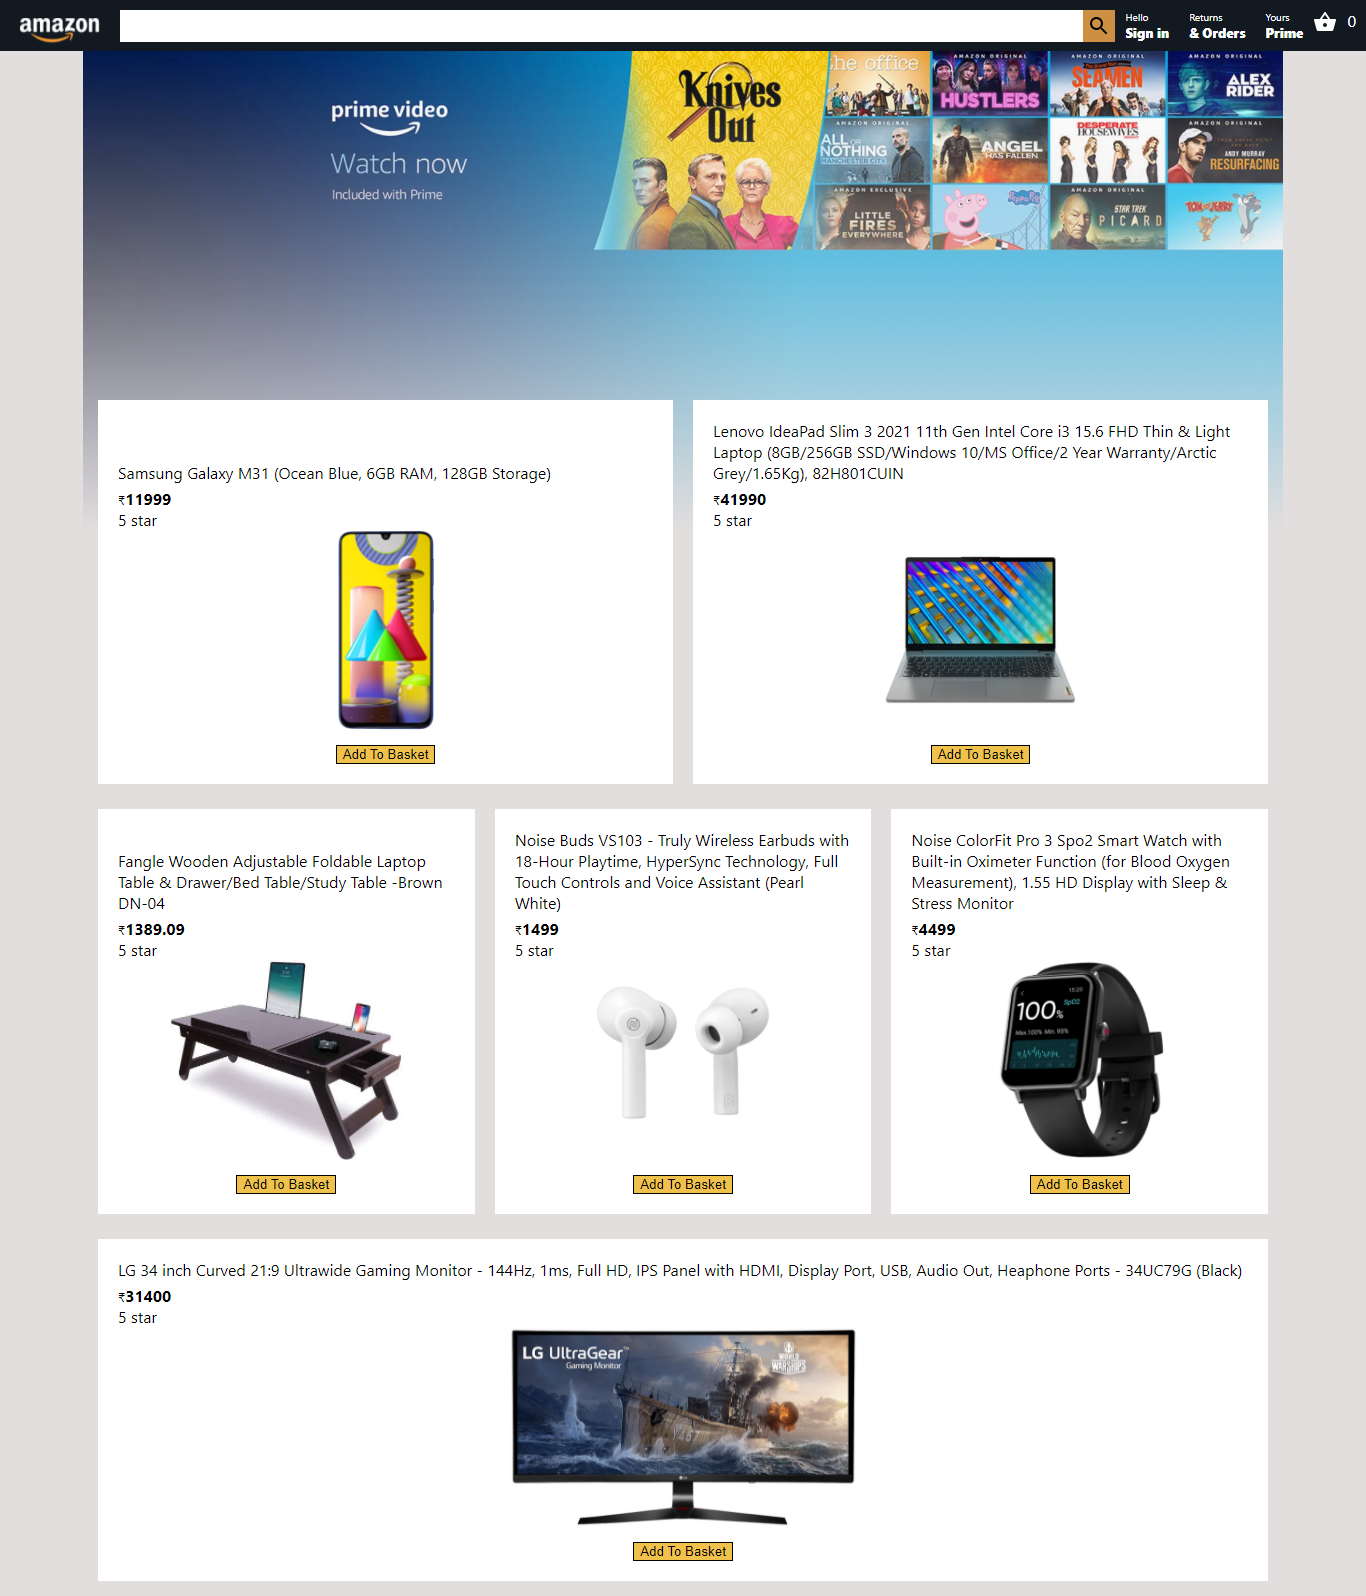 amazon
Hello
Sign in
Returns
& Orders
Yours
Prime
0
prime video
Watch now
Included with Prime
Knives
Out
he office
AMAZON ORIGINAL
HUSTLERS
AMAZON ORIGINAL
SEAMEN
AMAZON ORIGINAL
ALEX
RIDER
AMAZON ORIGINAL
ALL OR
NOTHING
MANCHESTER CITY
ANGEL
HAS FALLEN
DESPERATE
HOUSEWIVES
AMAZON ORIGINAL
ANDY MURRAY
RESURFACING
AMAZON EXCLUSIVE
LITTLE
FIRES
EVERYWHERE
Peppa Pig
AMAZON ORIGINAL
STAR TREK
PICARD
TOM and JERRY
Samsung Galaxy M31 (Ocean Blue, 6GB RAM, 128GB Storage)
₹11999
5 star
Add To Basket
Lenovo IdeaPad Slim 3 2021 11th Gen Intel Core i3 15.6 FHD Thin & Light
Laptop (8GB/256GB SSD/Windows 10/MS Office/2 Year Warranty/Arctic
Grey/1.65Kg), 82H801CUIN
₹41990
5 star
Add To Basket
Fangle Wooden Adjustable Foldable Laptop
Table & Drawer/Bed Table/Study Table -Brown
DN-04
₹1389.09
5 star
Add To Basket
Noise Buds VS103 - Truly Wireless Earbuds with
18-Hour Playtime, HyperSync Technology, Full
Touch Controls and Voice Assistant (Pearl
White)
₹1499
5 star
Add To Basket
Noise ColorFit Pro 3 Spo2 Smart Watch with
Built-in Oximeter Function (for Blood Oxygen
Measurement), 1.55 HD Display with Sleep &
Stress Monitor
₹4499
5 star
15:20
100% SpO2
Max.100% Min. 95%
Add To Basket
LG 34 inch Curved 21:9 Ultrawide Gaming Monitor - 144Hz, 1ms, Full HD, IPS Panel with HDMI, Display Port, USB, Audio Out, Heaphone Ports - 34UC79G (Black)
₹31400
5 star
LG UltraGear™
Gaming Monitor
WORLD
OF
WARSHIPS
Y457
LG
Add To Basket